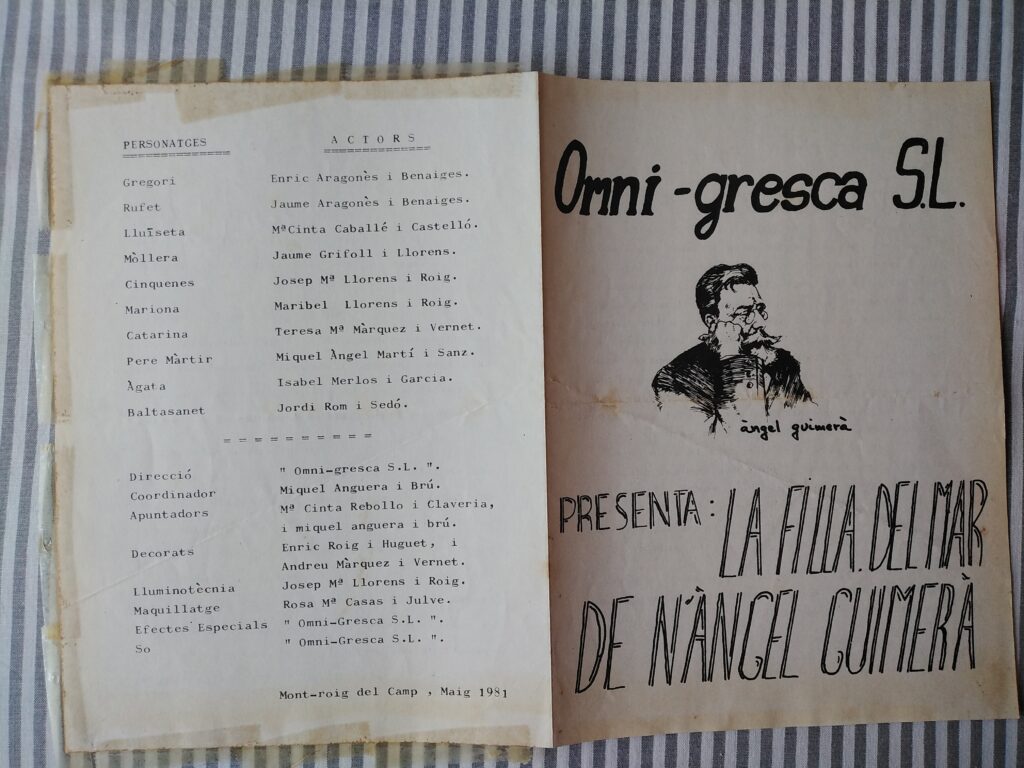 PERSONATGES ACTORS
Gregori Enric Aragonès i Benaiges.
Rufet Jaume Aragonès i Benaiges.
Lluïseta MªCinta Caballé i Castelló.
Mòllera Jaume Grifoll i Llorens.
Cinquenes Josep Mª Llorens i Roig.
Mariona Maribel Llorens i Roig.
Catarina Teresa Mª Màrquez i Vernet.
Pere Màrtir Miquel Àngel Martí i Sanz.
Àgata Isabel Merlos i Garcia.
Baltasanet Jordi Rom i Sedó.
Direcció " Omni-gresca S.L. ".
Coordinador Miquel Anguera i Brú.
Apuntadors Mª Cinta Rebollo i Claveria,
i miquel anguera i brú.
Decorats Enric Roig i Huguet, i
Andreu Màrquez i Vernet.
Lluminotècnia Josep Mª Llorens i Roig.
Maquillatge Rosa Mª Casas i Julve.
Efectes Especials " Omni-Gresca S.L. ".
So " Omni-Gresca S.L. ".
Mont-roig del Camp , Maig 1981
Omni-gresca S.L.
àngel guimerà
PRESENTA: LA FILLA DEL MAR
DE N'ÀNGEL GUIMERÀ